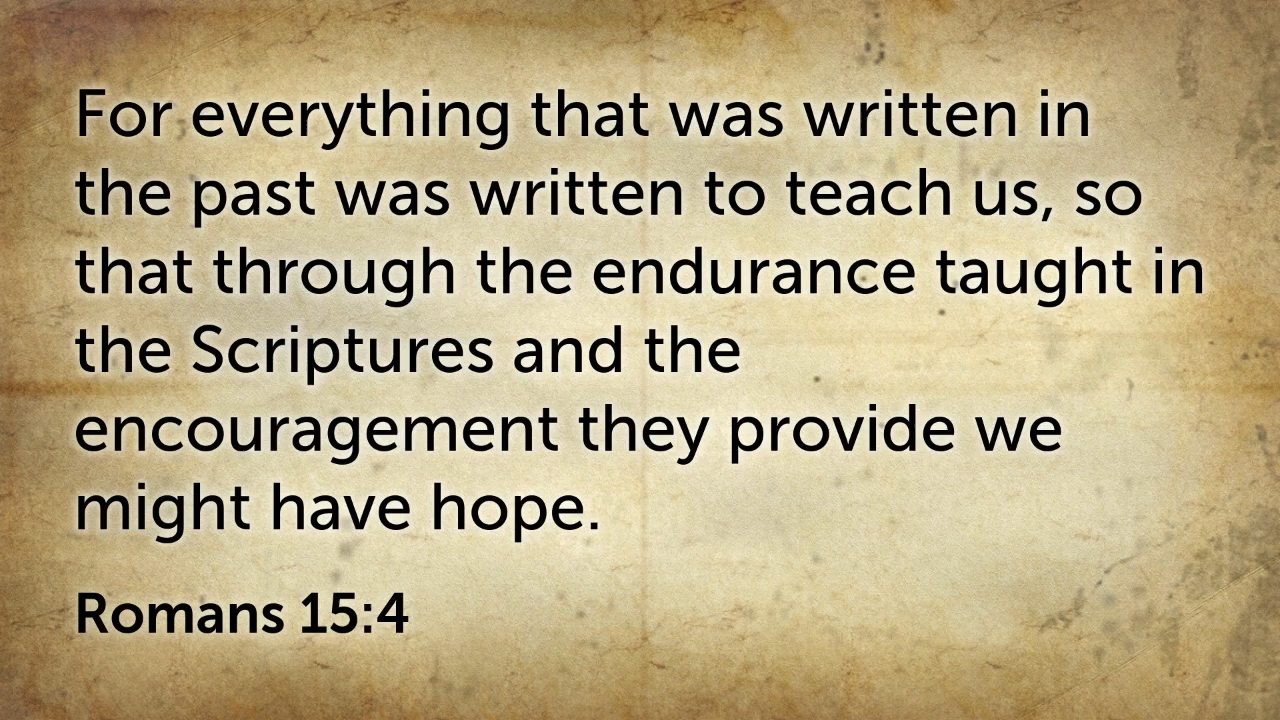 For everything that was written in
the past was written to teach us, so
that through the endurance taught in
the Scriptures and the
encouragement they provide we
might have hope.
Romans 15:4